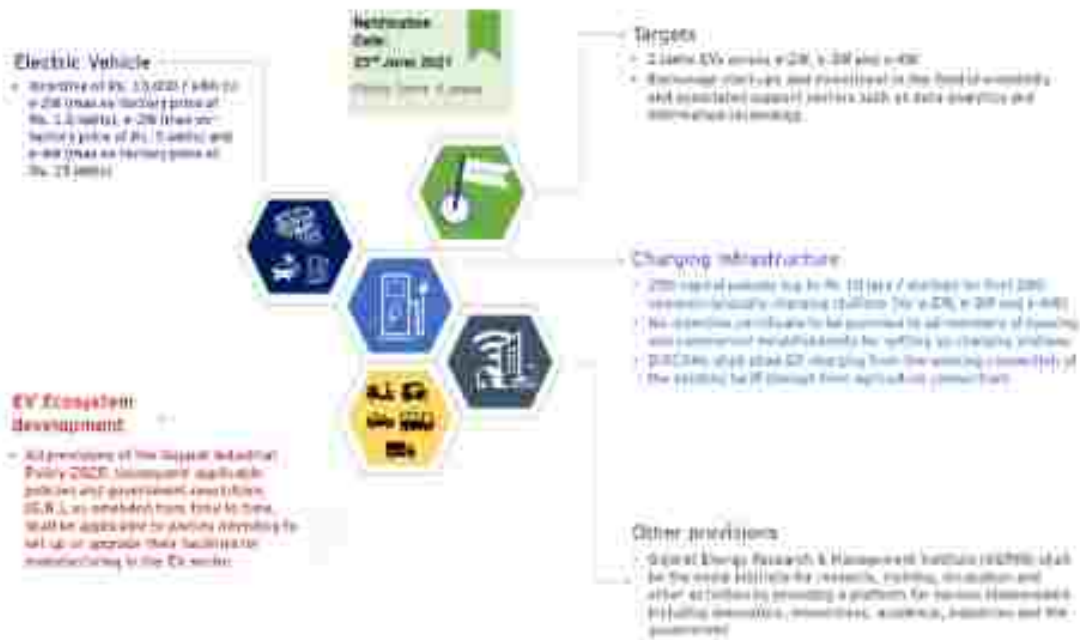 Notification
Date
23rd June 2021
Electric Vehicle
Incentive of Rs. 10,000 / kWh to
e-2W (max ex-factory price of
Rs. 1.5 lakhs), e-3W (max ex-
factory price of Rs. 5 lakhs) and
e-4W (max ex-factory price of
Rs. 15 lakhs)
Targets
2 lakhs EVs across e-2W, e-3W and e-4W
Encourage start-ups and investment in the field of e-mobility
and associated support sectors such as data analytics and
information technology
Charging infrastructure
25% capital subsidy (up to Rs. 10 lakhs / station) for first 250
commercial public charging stations (for e-2W, e-3W and e-4W)
No objection certificate to be provided to all members of housing
and commercial establishments for setting up charging stations
DISCOMs shall allow EV charging from the existing connection of
the existing tariff except from agriculture connections
EV Ecosystem
development
All provisions of the Gujarat Industrial
Policy 2020, subsequent applicable
policies and government resolutions
(G.R.), as amended from time to time,
shall be applicable to entities intending to
set up or upgrade their facilities for
manufacturing in the EV sector
Other provisions
Gujarat Energy Research & Management Institute (GERMI) shall
be the nodal institute for research, training, incubation and
other activities by providing a platform for various stakeholders
including innovators, researchers, academia, industries and the
government